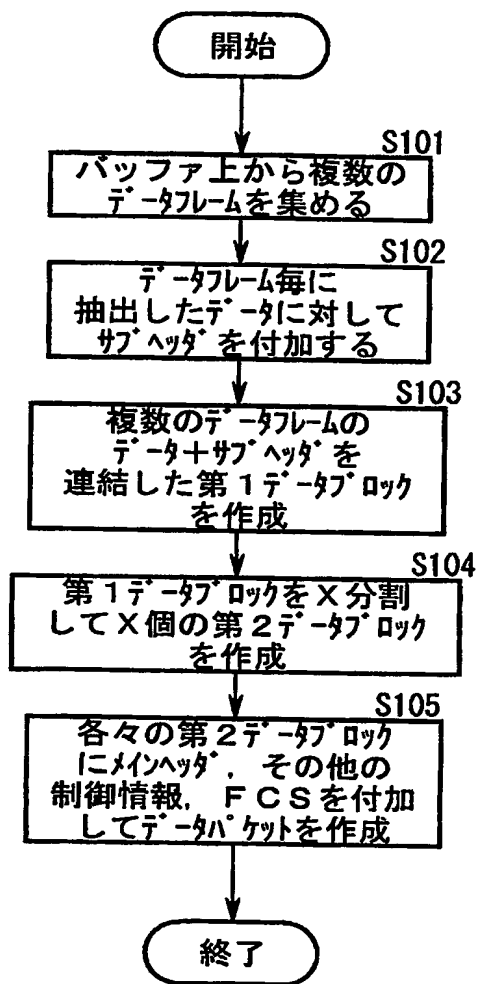 開始
S101
バッファ上から複数の
ﾃﾞｰﾀﾌﾚｰﾑを集める
S102
ﾃﾞｰﾀﾌﾚｰﾑ毎に
抽出したﾃﾞｰﾀに対して
ｻﾌﾞﾍｯﾀﾞを付加する
S103
複数のﾃﾞｰﾀﾌﾚｰﾑの
ﾃﾞｰﾀ＋ｻﾌﾞﾍｯﾀﾞを
連結した第１ﾃﾞｰﾀﾌﾞﾛｯｸ
を作成
S104
第１ﾃﾞｰﾀﾌﾞﾛｯｸをＸ分割
してＸ個の第２ﾃﾞｰﾀﾌﾞﾛｯｸ
を作成
S105
各々の第２ﾃﾞｰﾀﾌﾞﾛｯｸ
にﾒｲﾝﾍｯﾀﾞ，その他の
制御情報，ＦＣＳを付加
してﾃﾞｰﾀﾊﾟｹｯﾄを作成
終了